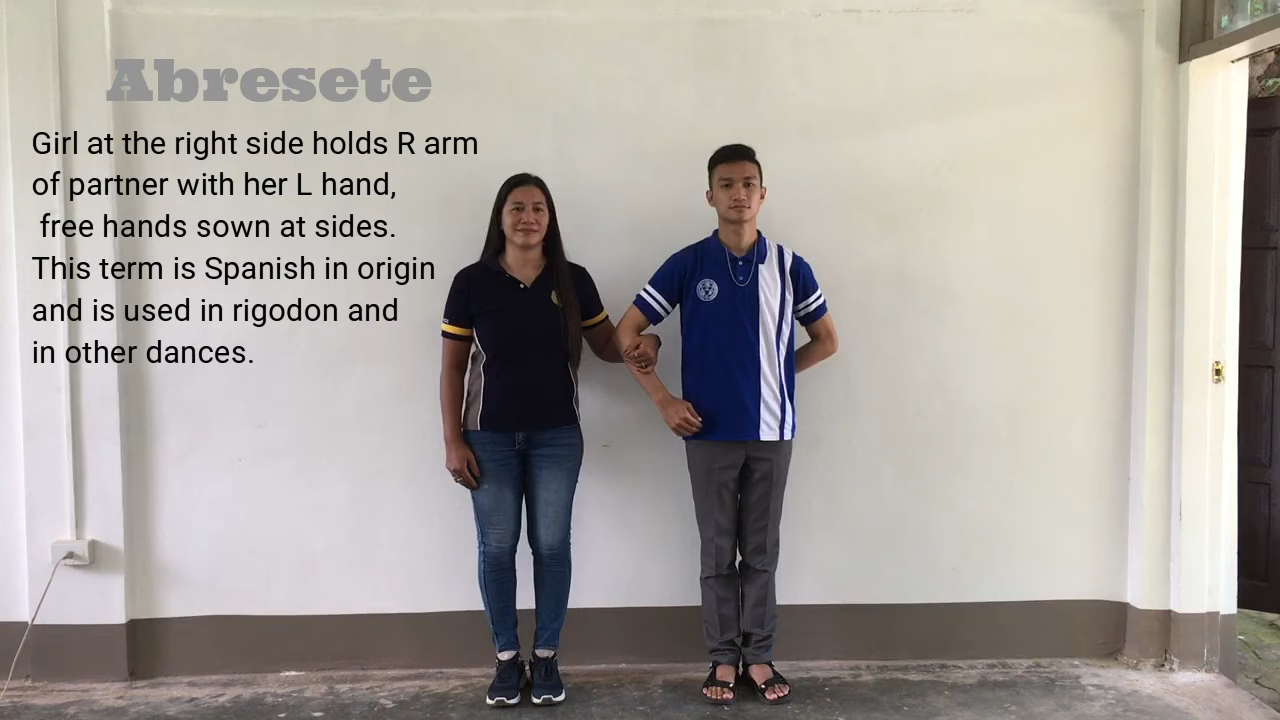 Abresete
Girl at the right side holds R arm
of partner with her L hand,
free hands sown at sides.
This term is Spanish in origin
and is used in rigodon and
in other dances.